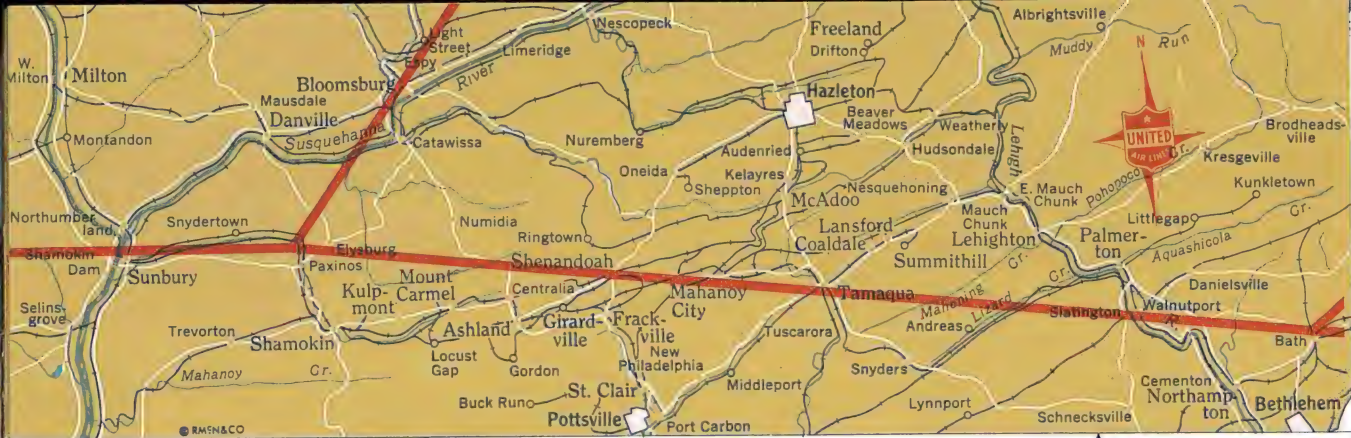 Light
Street
Espy
Limeridge
Nescopeck
Freeland
Drifton
Albrightsville
Muddy Run
W.
Milton
Milton
Bloomsburg
River
Mausdale
Danville
Hazleton
Beaver
Meadows
Weatherly
Lehigh
N
UNITED
AIR LINES
Brodheads-
ville
Montandon
Susquehanna
Catawissa
Nuremberg
Audenried
Hudsondale
Cr.
Kresgeville
Oneida
Sheppton
Kelayres
McAdoo
Nesquehoning
E. Mauch
Chunk
Pohopoco
Kunkletown
Northumber
land
Snydertown
Numidia
Ringtown
Lansford
Coaldale
Mauch
Chunk
Lehighton
Littlegap
Cr.
Palmer-
ton
Aquashicola
Shamokin
Dam
Sunbury
Elysburg
Paxinos
Shenandoah
Summithill
Cr.
Kulp-
mont
Mount
Carmel
Centralia
Mahanoy
City
Tamaqua
Mahoning
Lizard Cr.
Danielsville
Selins-
grove
Trevorton
Shamokin
Ashland
Girard-
ville
Frack-
ville
Andreas
Slatington
Walnutport
R.
Bath
Locust
Gap
Gordon
New
Philadelphia
Tuscarora
Snyders
Mahanoy Cr.
Middleport
Buck Run
St. Clair
Pottsville
Port Carbon
Lynnport
Schnecksville
Cementon
Northamp-
ton
Bethlehem
© RMCN&CO